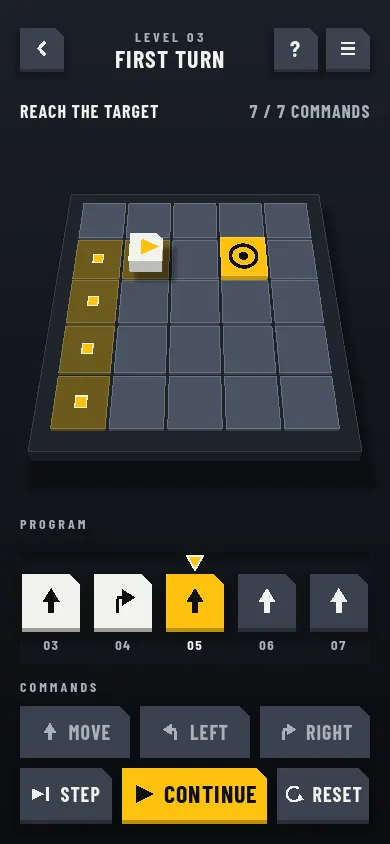 LEVEL 03
FIRST TURN
?
REACH THE TARGET
7 / 7 COMMANDS
PROGRAM
03 04 05 06 07
COMMANDS
MOVE LEFT RIGHT
STEP CONTINUE RESET